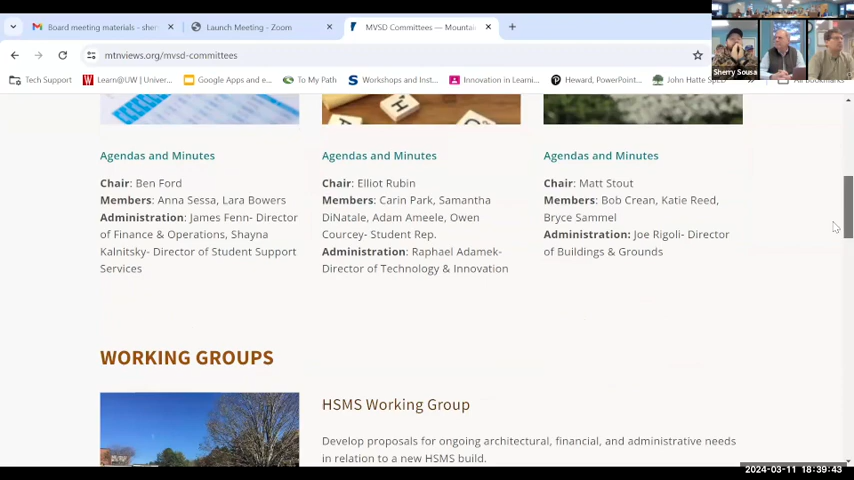 Board meeting materials - sher
Launch Meeting - Zoom
MVSD Committees — Mountai
mtnviews.org/mvsd-committees
Tech Support
Learn@UW | Univer...
Google Apps and e...
To My Path
Workshops and Inst...
Innovation in Learni...
Heward, PowerPoint...
John Hatte SpED
All Bookmarks
Sherry Sousa
Agendas and Minutes
Chair: Ben Ford
Members: Anna Sessa, Lara Bowers
Administration: James Fenn- Director
of Finance & Operations, Shayna
Kalnitsky- Director of Student Support
Services
Agendas and Minutes
Chair: Elliot Rubin
Members: Carin Park, Samantha
DiNatale, Adam Ameele, Owen
Courcey- Student Rep.
Administration: Raphael Adamek-
Director of Technology & Innovation
Agendas and Minutes
Chair: Matt Stout
Members: Bob Crean, Katie Reed,
Bryce Sammel
Administration: Joe Rigoli- Director
of Buildings & Grounds
WORKING GROUPS
HSMS Working Group
Develop proposals for ongoing architectural, financial, and administrative needs
in relation to a new HSMS build.
2024-03-11 18:39:43